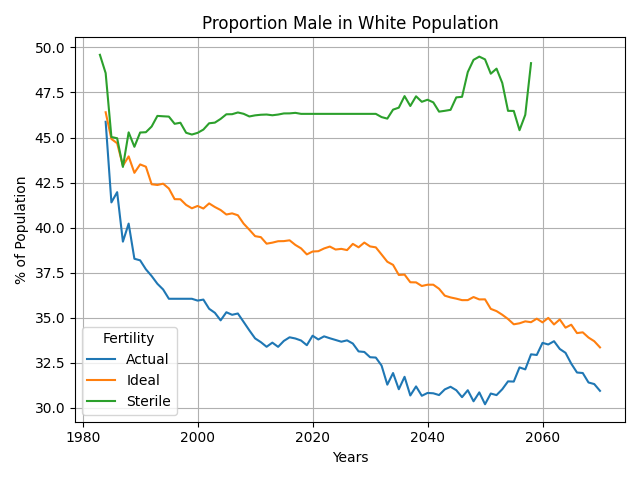 Proportion Male in White Population
% of Population
50.0
47.5
45.0
42.5
40.0
37.5
35.0
32.5
30.0
Fertility
Actual
Ideal
Sterile
1980
2000
2020
2040
2060
Years